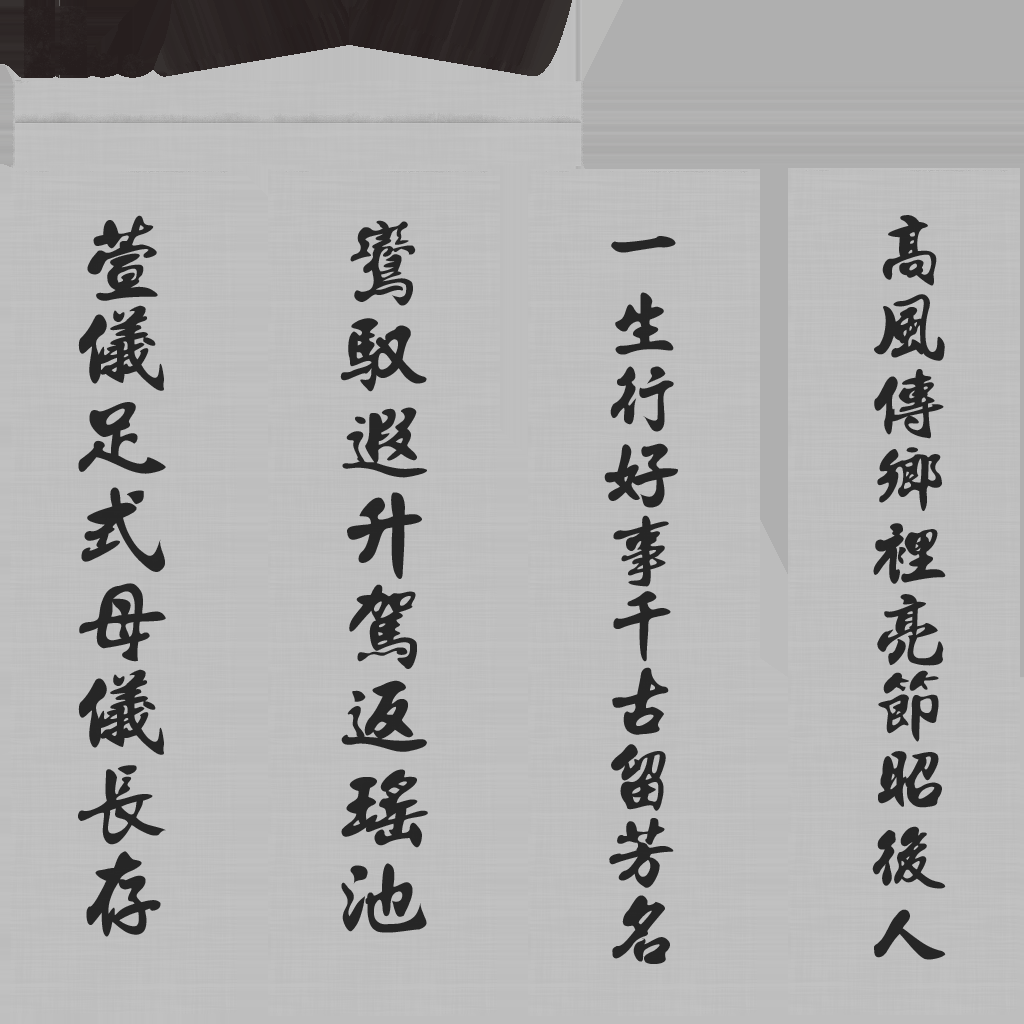 高風傳鄉裡亮節昭後人
一生行好事千古留芳名
鸞馭遐升駕返瑤池
萱儀足式母儀長存